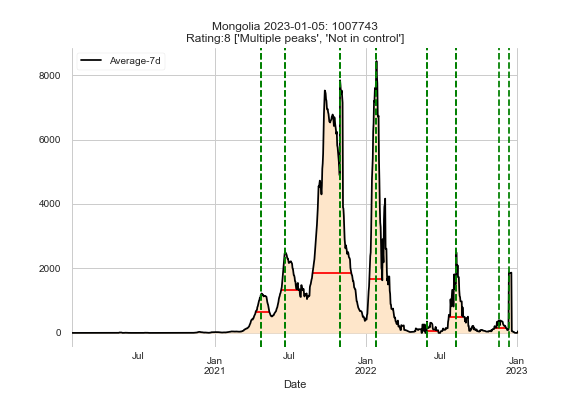 Mongolia 2023-01-05: 1007743
Rating:8 ['Multiple peaks', 'Not in control']
Average-7d
8000
6000
4000
2000
0
Jul
Jan
2021
Jul
Jan
2022
Jul
Jan
2023
Date